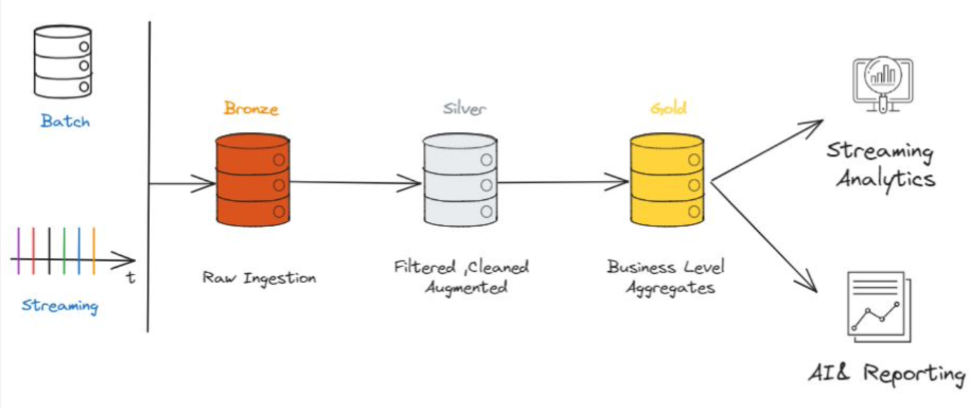 Batch
Streaming
t
Bronze
Raw Ingestion
Silver
Filtered ,Cleaned
Augmented
Gold
Business Level
Aggregates
Streaming
Analytics
AI& Reporting